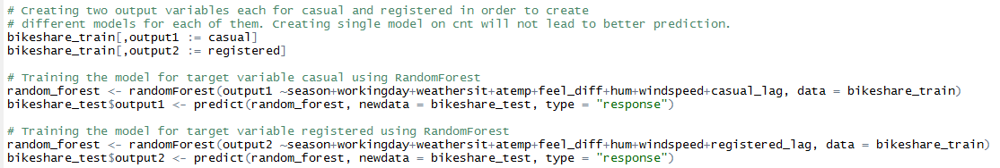 # Creating two output variables each for casual and registered in order to create
# different models for each of them. Creating single model on cnt will not lead to better prediction.
bikeshare_train[,output1 := casual]
bikeshare_train[,output2 := registered]
# Training the model for target variable casual using RandomForest
random_forest <- randomForest(output1 ~season+workingday+weathersit+atemp+feel_diff+hum+windspeed+casual_lag, data = bikeshare_train)
bikeshare_test$output1 <- predict(random_forest, newdata = bikeshare_test, type = "response")
# Training the model for target variable registered using RandomForest
random_forest <- randomForest(output2 ~season+workingday+weathersit+atemp+feel_diff+hum+windspeed+registered_lag, data = bikeshare_train)
bikeshare_test$output2 <- predict(random_forest, newdata = bikeshare_test, type = "response")